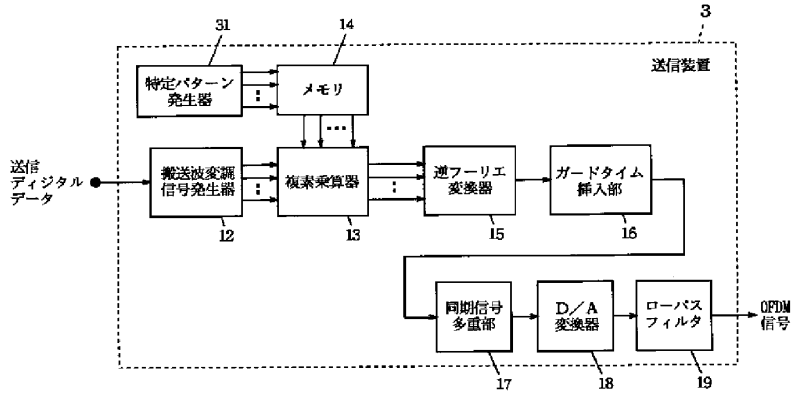 3
送信装置
31
特定パターン
発生器
14
メモリ
送信
ディジタル
データ
搬送波変調
信号発生器
12
複素乗算器
13
逆フーリエ
変換器
15
ガードタイム
挿入部
16
同期信号
多重部
17
D/A
変換器
18
ローパス
フィルタ
19
OFDM
信号